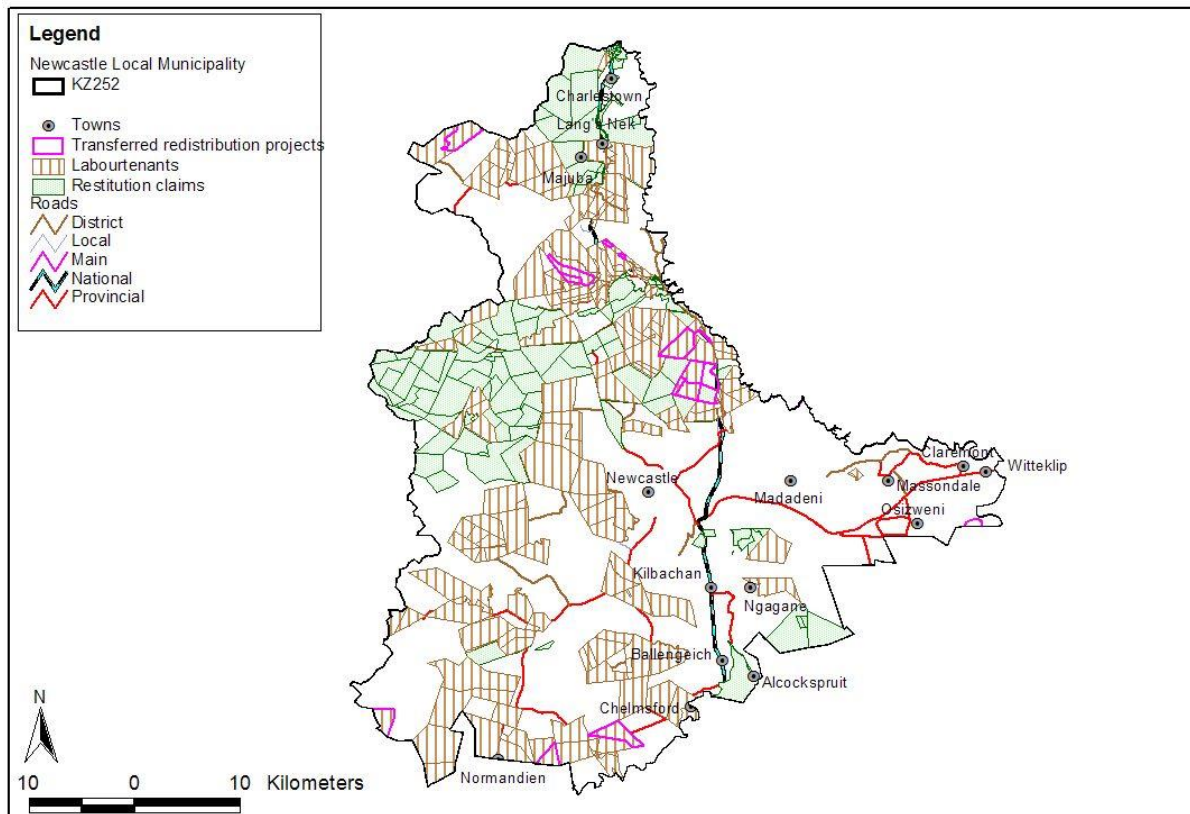 Legend
Newcastle Local Municipality
KZ252
Towns
Transferred redistribution projects
Labourtenants
Restitution claims
Roads
District
Local
Main
National
Provincial
Charlestown
Lang's Nek
Majuba
Claremont
Witteklip
Newcastle
Madadeni
Massondale
Osizweni
Kilbachan
Ngagane
Ballengeich
Alcockspruit
Chelmsford
Normandien
N
10 0 10 Kilometers